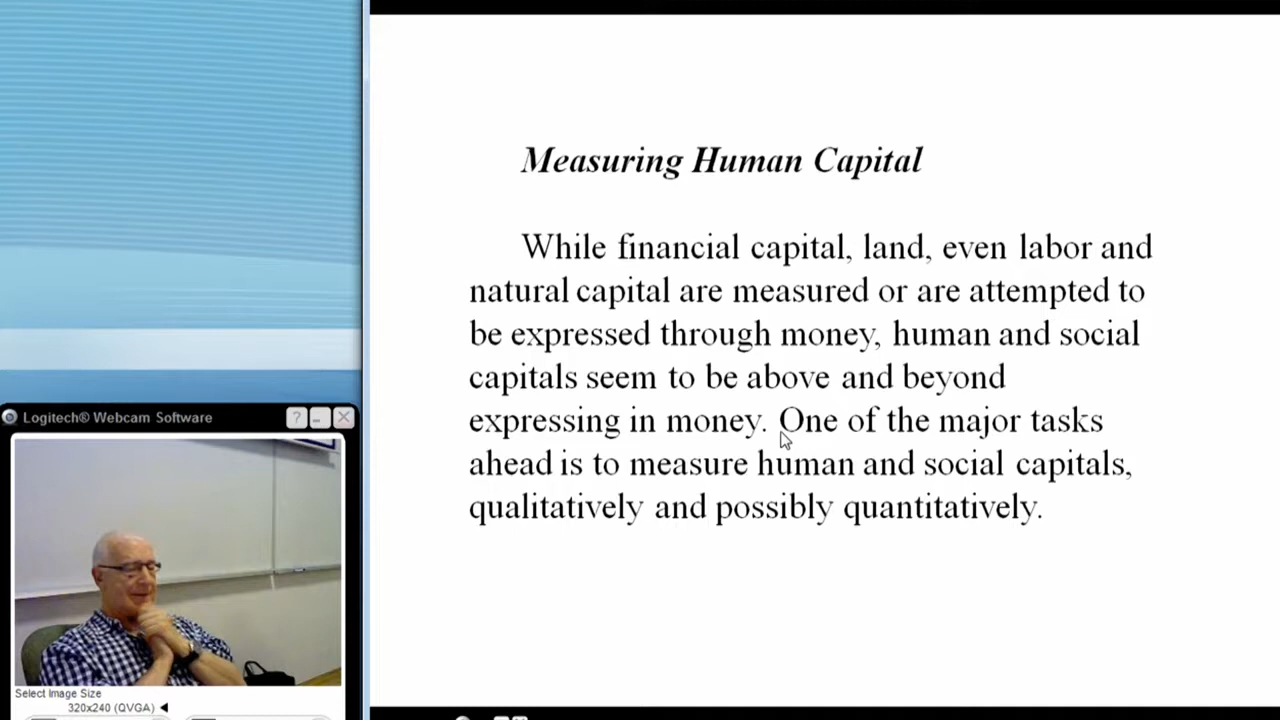 Measuring Human Capital
While financial capital, land, even labor and
natural capital are measured or are attempted to
be expressed through money, human and social
capitals seem to be above and beyond
expressing in money. One of the major tasks
ahead is to measure human and social capitals,
qualitatively and possibly quantitatively.
Logitech® Webcam Software
Select Image Size
320x240 (QVGA)